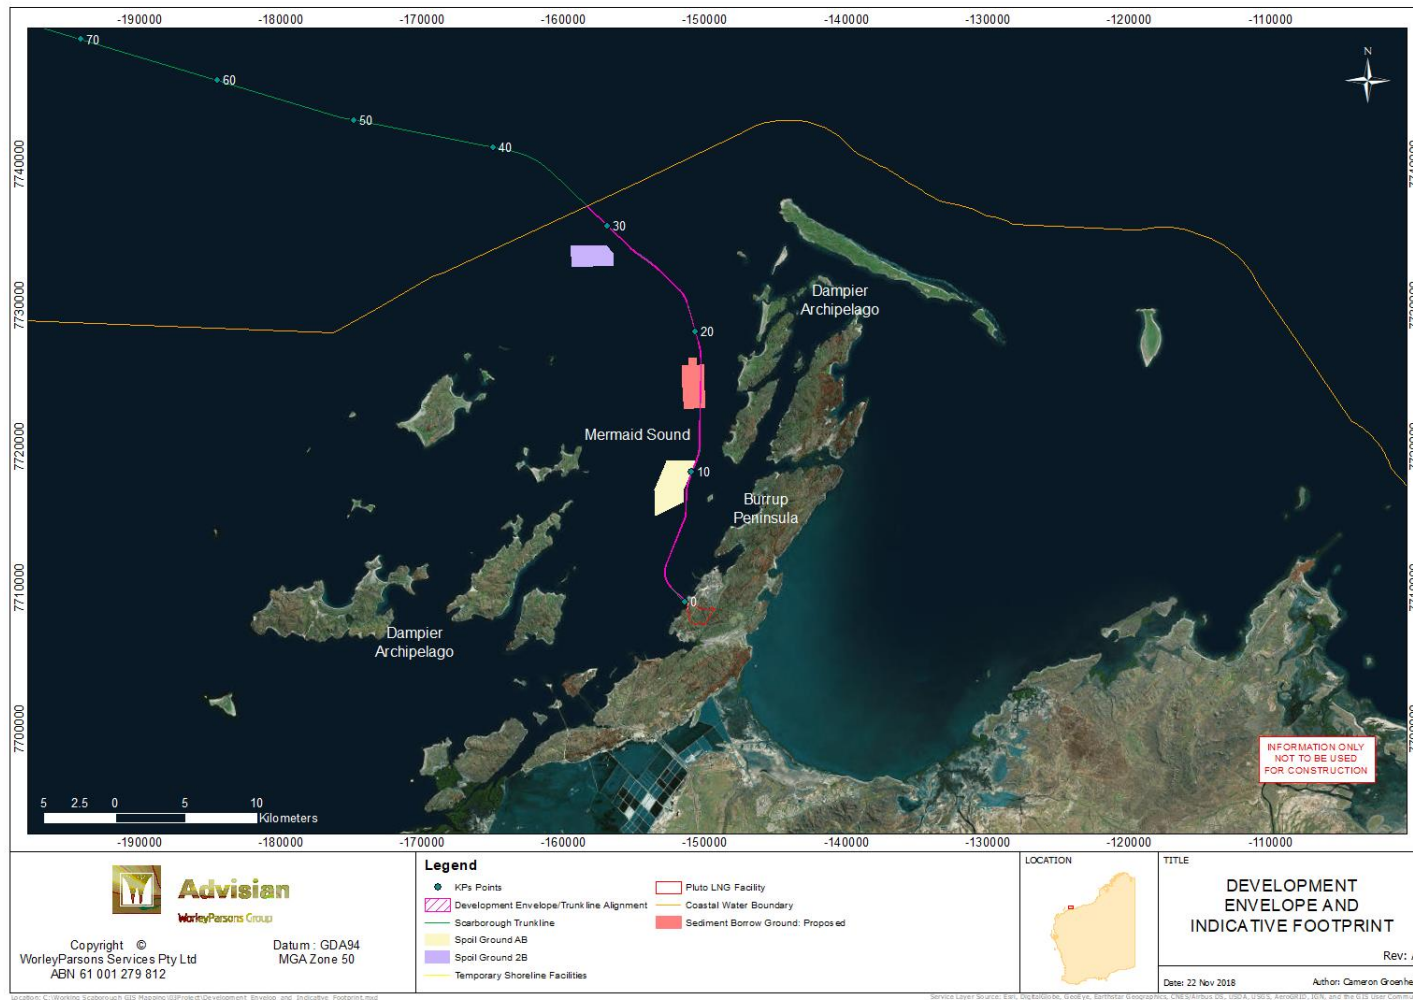 -190000
-180000
-170000
-160000
-150000
-140000
-130000
-120000
-110000
70
60
50
40
30
20
10
0
N
7740000
7730000
7720000
7710000
7700000
7740000
7710000
Dampier
Archipelago
Mermaid Sound
Burrup
Peninsula
Dampier
Archipelago
INFORMATION ONLY
NOT TO BE USED
FOR CONSTRUCTION
5 2.5 0 5 10
Kilometers
-190000
-180000
-170000
-160000
-150000
-140000
-130000
-120000
-110000
Advisian
WorleyParsons Group
Copyright ©
WorleyParsons Services Pty Ltd
ABN 61 001 279 812
Datum : GDA94
MGA Zone 50
Legend
KPs Points
Development Envelope/Trunkline Alignment
Scarborough Trunkline
Spoil Ground AB
Spoil Ground 2B
Temporary Shoreline Facilities
Pluto LNG Facility
Coastal Water Boundary
Sediment Borrow Ground: Proposed
LOCATION
TITLE
DEVELOPMENT
ENVELOPE AND
INDICATIVE FOOTPRINT
Rev:
Date: 22 Nov 2018
Author: Cameron